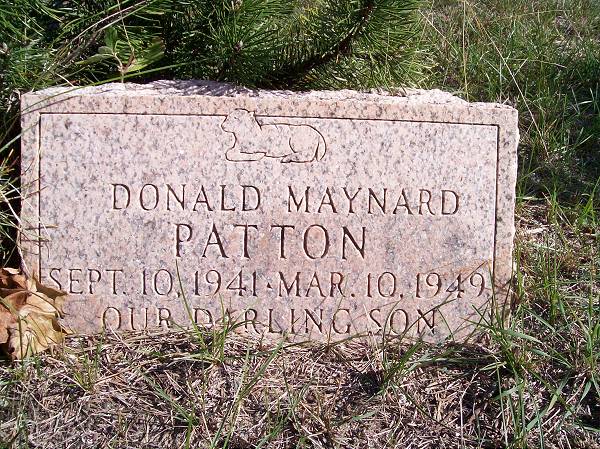 DONALD MAYNARD
PATTON
SEPT. 10, 1941 · MAR. 10, 1949
OUR DARLING SON